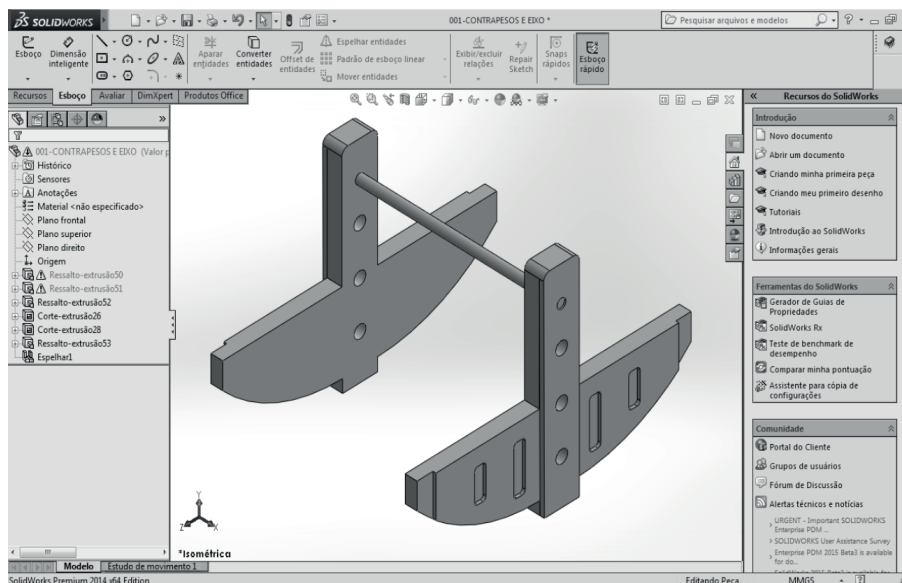 SOLIDWORKS
001-CONTRAPESOS E EIXO *
Pesquisar arquivos e modelos
Esboço
Dimensão inteligente
Aparar entidades
Converter entidades
Offset de entidades
Espelhar entidades
Padrão de esboço linear
Mover entidades
Exibir/excluir relações
Repair Sketch
Snaps rápidos
Esboço rápido
Recursos
Esboço
Avaliar
DimXpert
Produtos Office
001-CONTRAPESOS E EIXO (Valor p
Histórico
Sensores
Anotações
Material <não especificado>
Plano frontal
Plano superior
Plano direito
Origem
Ressalto-extrusão50
Ressalto-extrusão51
Ressalto-extrusão52
Corte-extrusão26
Corte-extrusão28
Ressalto-extrusão53
Espelhar1
Y
Z
X
*Isométrica
Recursos do SolidWorks
Introdução
Novo documento
Abrir um documento
Criando minha primeira peça
Criando meu primeiro desenho
Tutoriais
Introdução ao SolidWorks
Informações gerais
Ferramentas do SolidWorks
Gerador de Guias de
Propriedades
SolidWorks Rx
Teste de benchmark de
desempenho
Comparar minha pontuação
Assistente para cópia de
configurações
Comunidade
Portal do Cliente
Grupos de usuários
Fórum de Discussão
Alertas técnicos e notícias
URGENT - Important SOLIDWORKS
Enterprise PDM ...
SOLIDWORKS User Assistance Survey
Enterprise PDM 2015 Beta3 is available
for do...
Modelo
Estudo de movimento 1
SolidWorks Premium 2014 x64 Edition
Editando Peça
MMGS